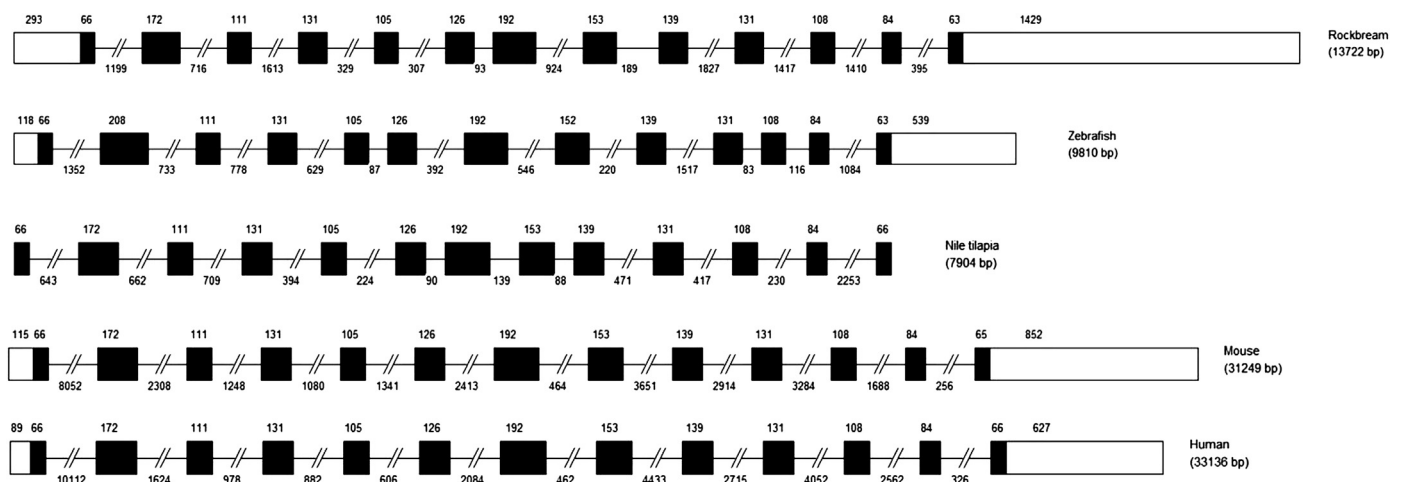 293 66 172 111 131 105 126 192 153 139 131 108 84 63 1429
Rockbream
1199 716 1613 329 307 93 924 189 1827 1417 1410 395
(13722 bp)
118 66 208 111 131 105 126 192 152 139 131 108 84 63 539
Zebrafish
(9810 bp)
1352 733 778 629 87 392 546 220 1517 83 116 1084
66 172 111 131 105 126 192 153 139 131 108 84 66
Nile tilapia
(7904 bp)
643 662 709 394 224 90 139 88 471 417 230 2253
115 66 172 111 131 105 126 192 153 139 131 108 84 65 852
Mouse
(31249 bp)
8052 2308 1248 1080 1341 2413 464 3651 2914 3284 1688 256
89 66 172 111 131 105 126 192 153 139 131 108 84 66 627
Human
(33136 bp)
10112 1624 978 882 606 2084 462 4433 2715 4052 2562 326